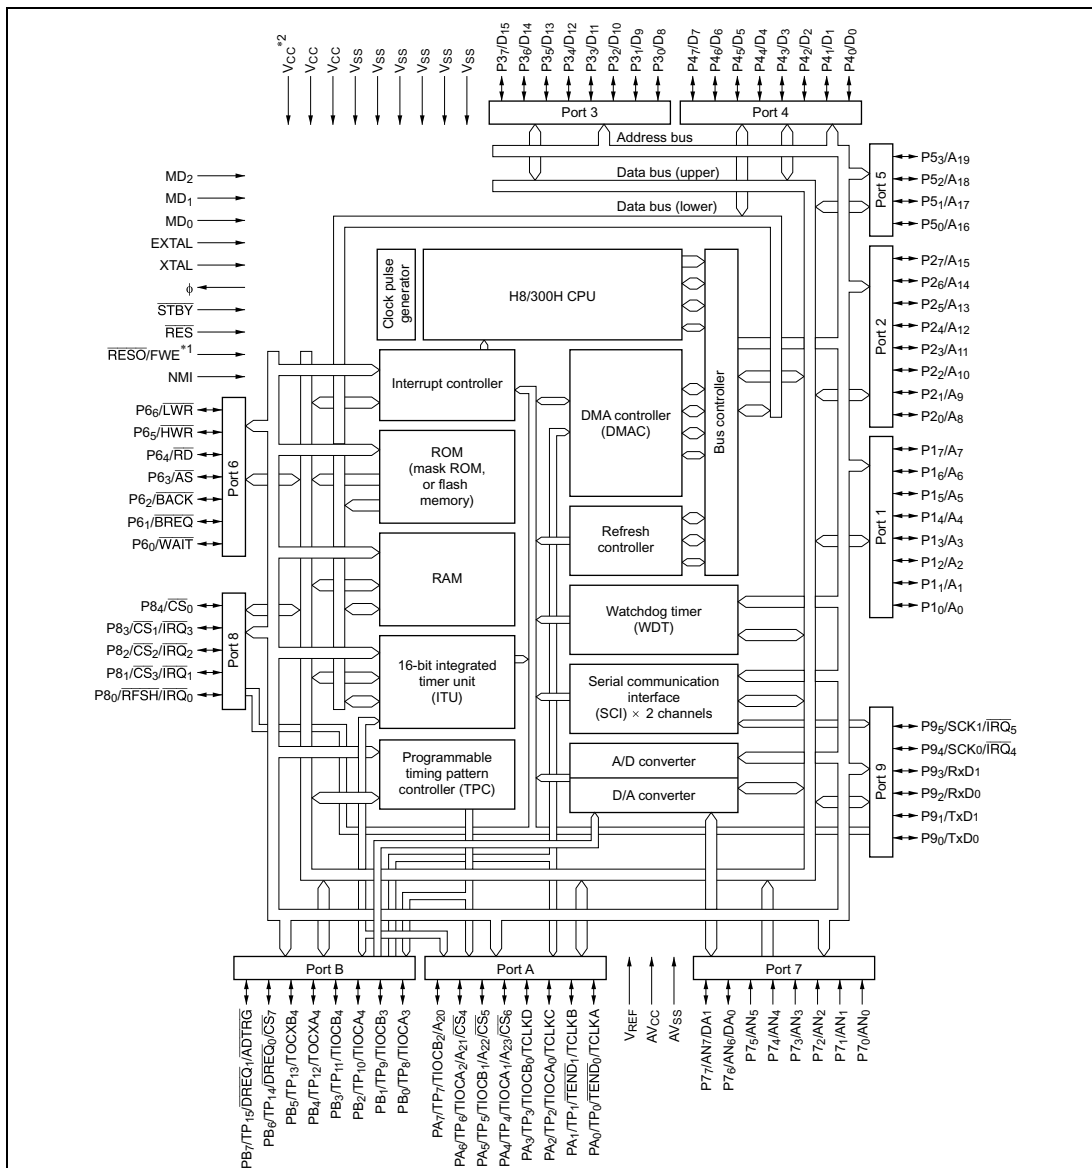 VCC*2
VCC
VCC
VSS
VSS
VSS
VSS
VSS
VSS
P37/D15
P36/D14
P35/D13
P34/D12
P33/D11
P32/D10
P31/D9
P30/D8
P47/D7
P46/D6
P45/D5
P44/D4
P43/D3
P42/D2
P41/D1
P40/D0
Port 3
Port 4
Address bus
Data bus (upper)
Data bus (lower)
MD2
MD1
MD0
EXTAL
XTAL
ϕ
STBY
RES
RESO/FWE*1
NMI
Port 5
P53/A19
P52/A18
P51/A17
P50/A16
Clock pulse
generator
H8/300H CPU
Bus controller
Port 2
P27/A15
P26/A14
P25/A13
P24/A12
P23/A11
P22/A10
P21/A9
P20/A8
Interrupt controller
DMA controller
(DMAC)
P66/LWR
P65/HWR
P64/RD
P63/AS
P62/BACK
P61/BREQ
P60/WAIT
Port 6
ROM
(mask ROM,
or flash
memory)
Refresh
controller
Port 1
P17/A7
P16/A6
P15/A5
P14/A4
P13/A3
P12/A2
P11/A1
P10/A0
RAM
Watchdog timer
(WDT)
P84/CS0
P83/CS1/IRQ3
P82/CS2/IRQ2
P81/CS3/IRQ1
P80/RFSH/IRQ0
Port 8
16-bit integrated
timer unit
(ITU)
Serial communication
interface
(SCI) × 2 channels
Programmable
timing pattern
controller (TPC)
A/D converter
D/A converter
Port 9
P95/SCK1/IRQ5
P94/SCK0/IRQ4
P93/RxD1
P92/RxD0
P91/TxD1
P90/TxD0
Port B
Port A
Port 7
PB7/TP15/DREQ1/ADTRG
PB6/TP14/DREQ0/CS7
PB5/TP13/TOCXB4
PB4/TP12/TOCXA4
PB3/TP11/TIOCB4
PB2/TP10/TIOCA4
PB1/TP9/TIOCB3
PB0/TP8/TIOCA3
PA7/TP7/TIOCB2/A20
PA6/TP6/TIOCA2/A21/CS4
PA5/TP5/TIOCB1/A22/CS5
PA4/TP4/TIOCA1/A23/CS6
PA3/TP3/TIOCB0/TCLKD
PA2/TP2/TIOCA0/TCLKC
PA1/TP1/TEND1/TCLKB
PA0/TP0/TEND0/TCLKA
VREF
AVCC
AVSS
P77/AN7/DA1
P76/AN6/DA0
P75/AN5
P74/AN4
P73/AN3
P72/AN2
P71/AN1
P70/AN0